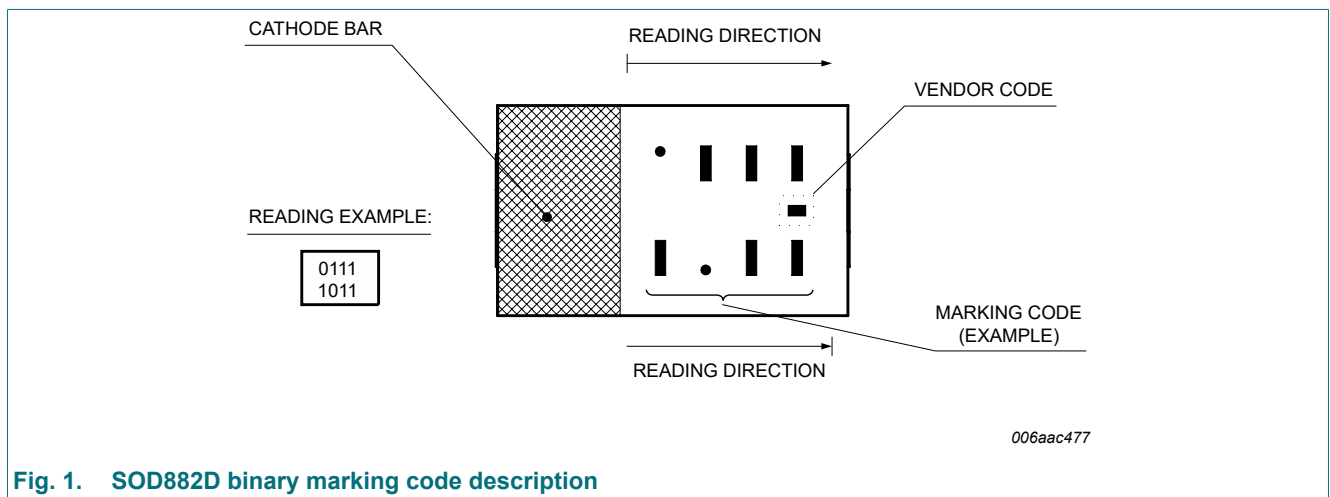 CATHODE BAR
READING DIRECTION
VENDOR CODE
READING EXAMPLE:
0111
1011
MARKING CODE
(EXAMPLE)
READING DIRECTION
006aac477
Fig. 1. SOD882D binary marking code description